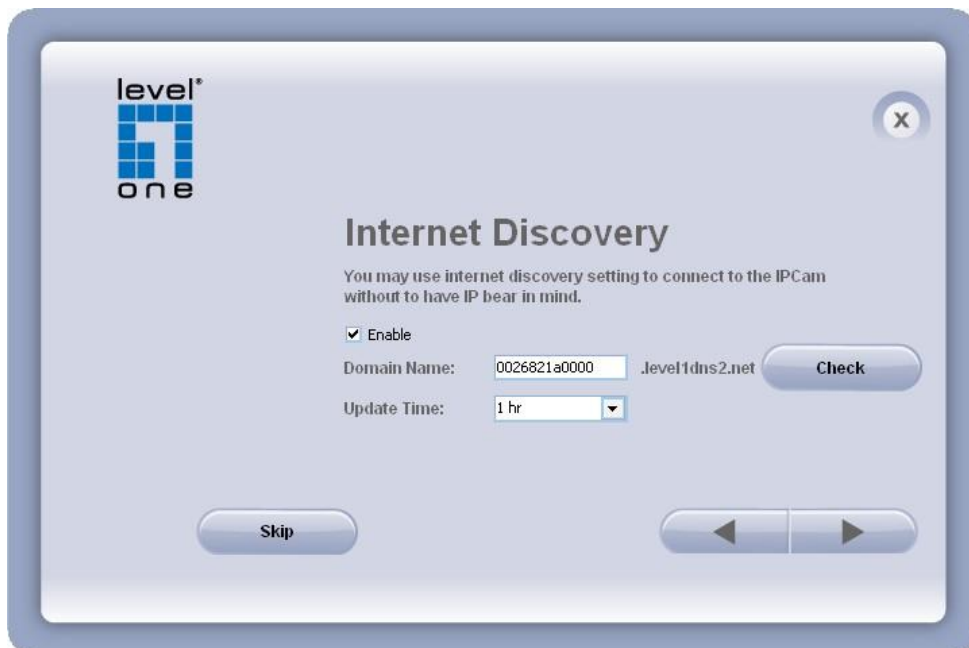 level®
one
X
Internet Discovery
You may use internet discovery setting to connect to the IPCam
without to have IP bear in mind.
Enable
Domain Name: 0026821a0000 .level1dns2.net Check
Update Time: 1 hr
Skip